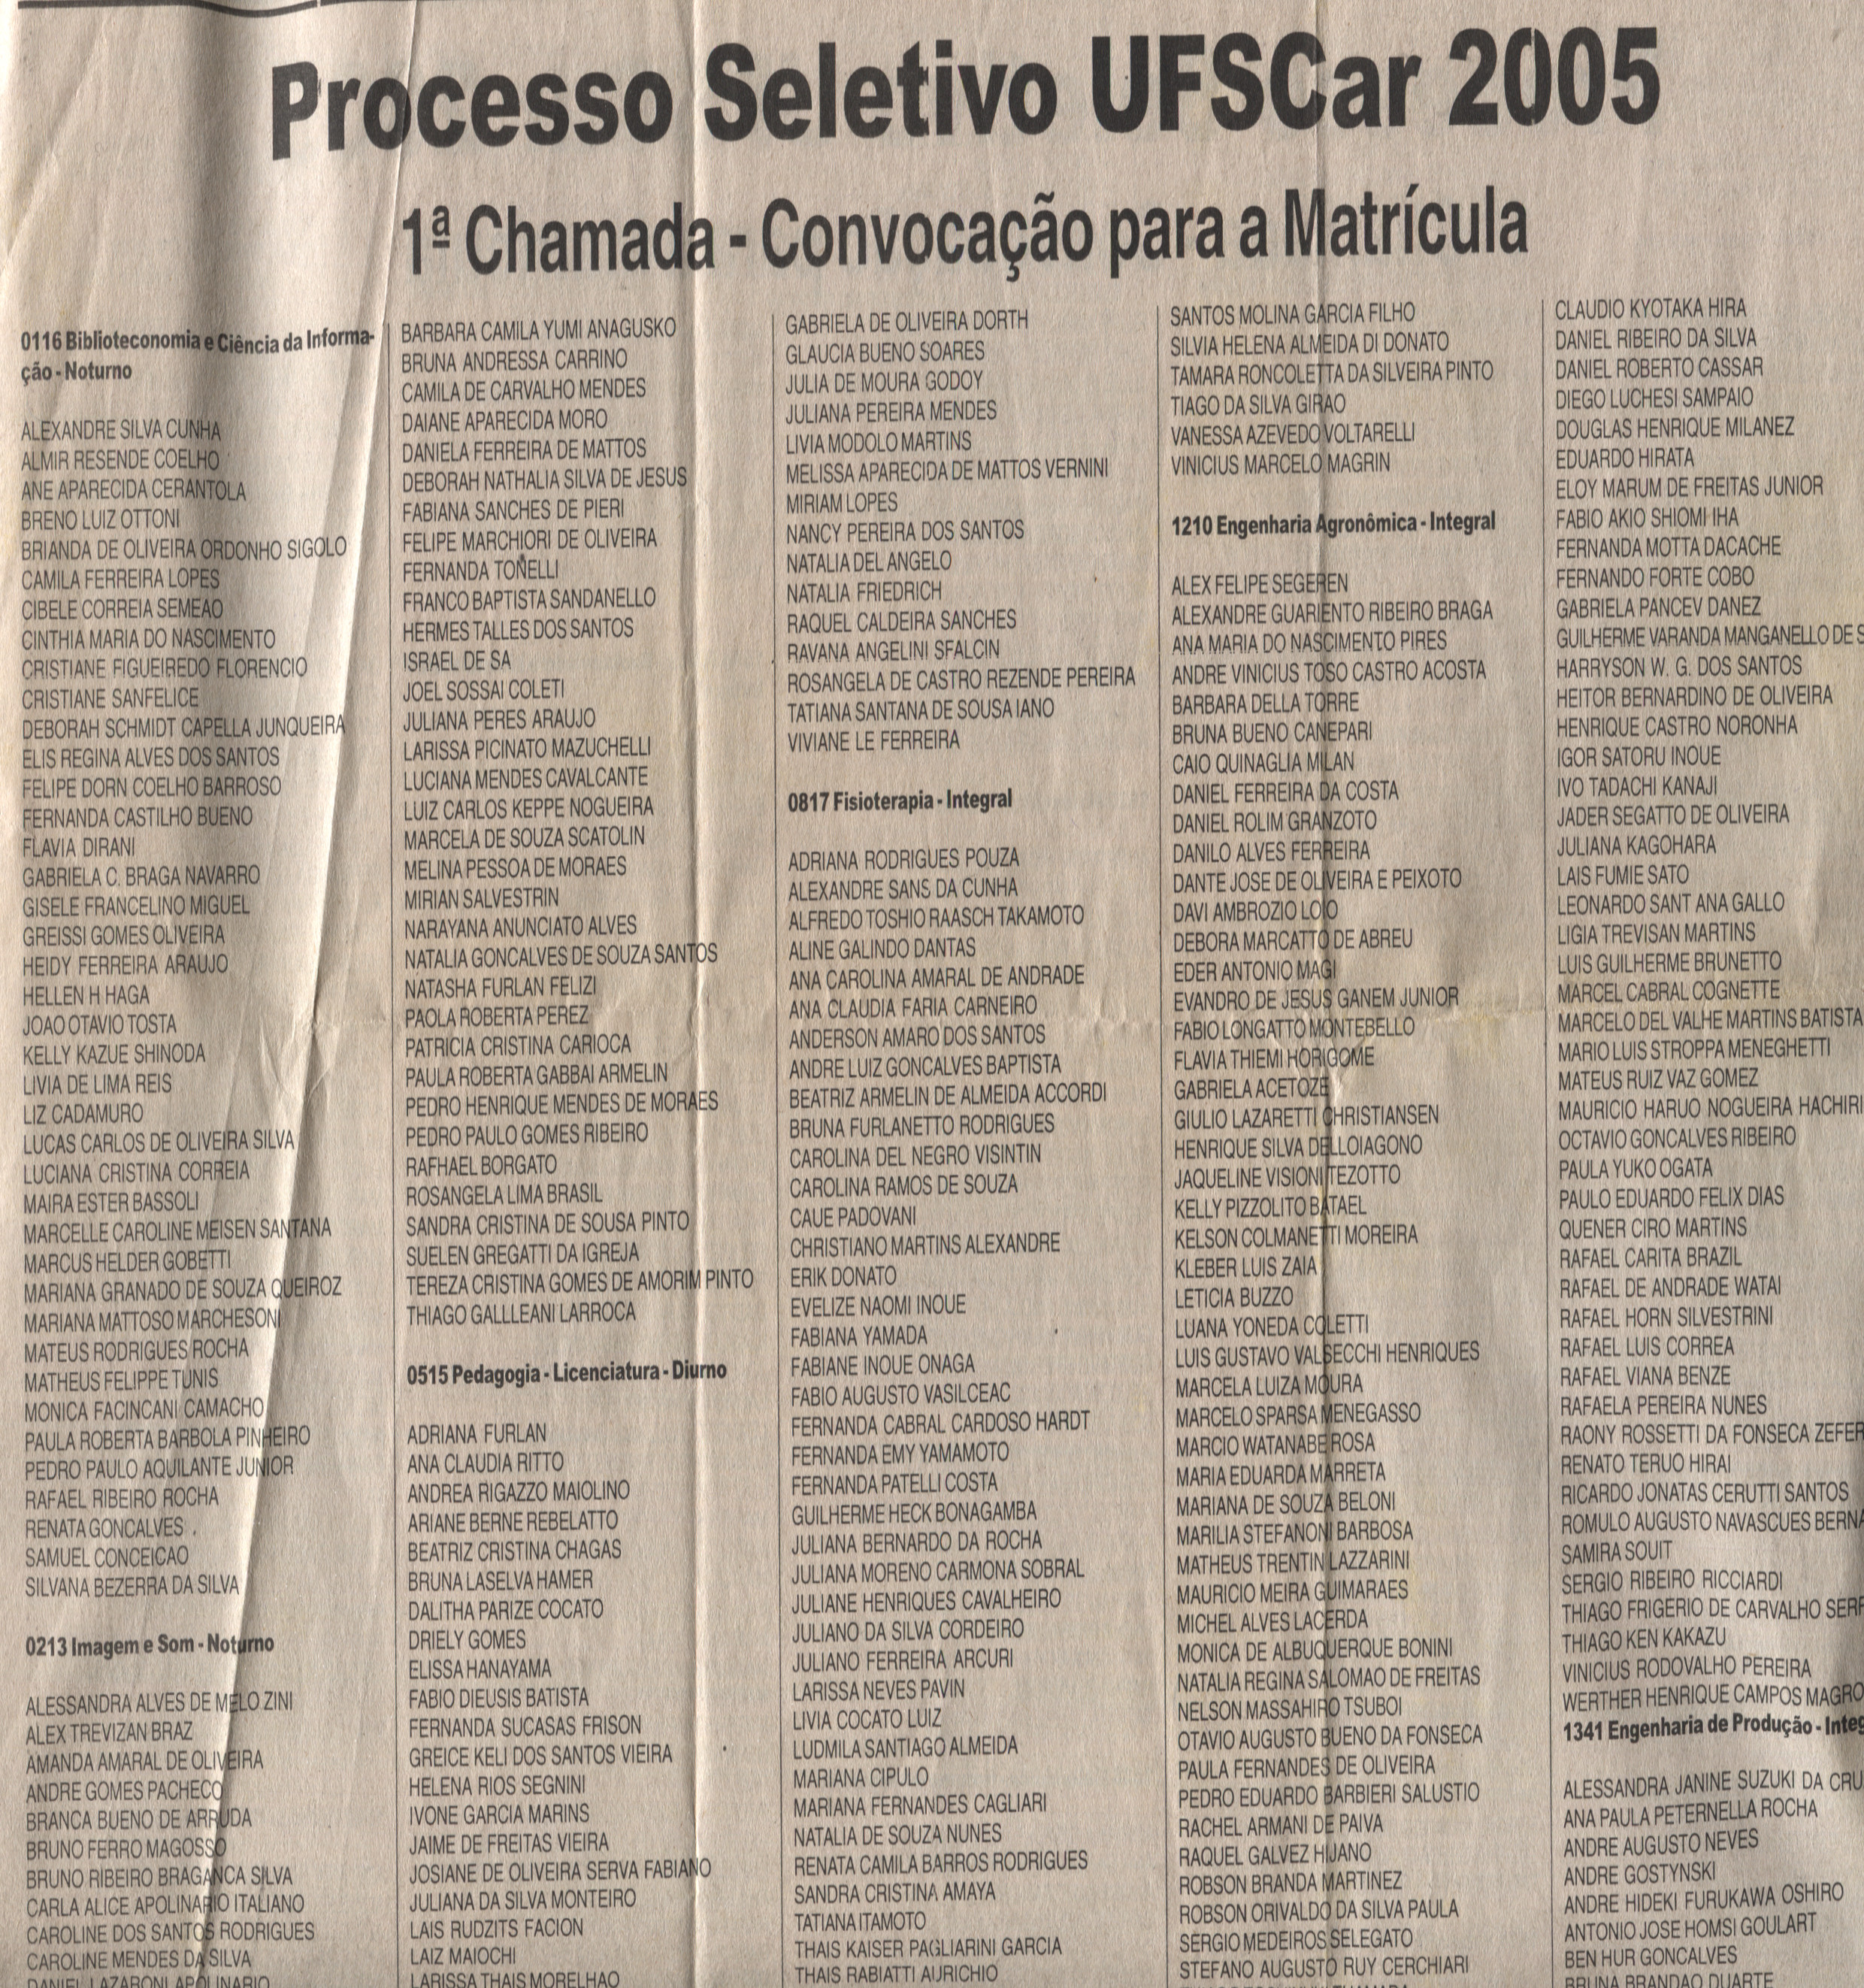 Processo Seletivo UFSCar 2005
1ª Chamada - Convocação para a Matrícula
0116 Biblioteconomia e Ciência da Informa-
ção - Noturno
ALEXANDRE SILVA CUNHA
ALMIR RESENDE COELHO
ANE APARECIDA CERANTOLA
BRENO LUIZ OTTONI
BRIANDA DE OLIVEIRA ORDONHO SIGOLO
CAMILA FERREIRA LOPES
CIBELE CORREIA SEMEAO
CINTHIA MARIA DO NASCIMENTO
CRISTIANE FIGUEIREDO FLORENCIO
CRISTIANE SANFELICE
DEBORAH SCHMIDT CAPELLA JUNQUEIRA
ELIS REGINA ALVES DOS SANTOS
FELIPE DORN COELHO BARROSO
FERNANDA CASTILHO BUENO
FLAVIA DIRANI
GABRIELA C. BRAGA NAVARRO
GISELE FRANCELINO MIGUEL
GREISSI GOMES OLIVEIRA
HEIDY FERREIRA ARAUJO
HELLEN H HAGA
JOAO OTAVIO TOSTA
KELLY KAZUE SHINODA
LIVIA DE LIMA REIS
LIZ CADAMURO
LUCAS CARLOS DE OLIVEIRA SILVA
LUCIANA CRISTINA CORREIA
MAIRA ESTER BASSOLI
MARCELLE CAROLINE MEISEN SANTANA
MARCUS HELDER GOBETTI
MARIANA GRANADO DE SOUZA QUEIROZ
MARIANA MATTOSO MARCHESONI
MATEUS RODRIGUES ROCHA
MATHEUS FELIPPE TUNIS
MONICA FACINCANI CAMACHO
PAULA ROBERTA BARBOLA PINHEIRO
PEDRO PAULO AQUILANTE JUNIOR
RAFAEL RIBEIRO ROCHA
RENATA GONCALVES
SAMUEL CONCEICAO
SILVANA BEZERRA DA SILVA
0213 Imagem e Som - Noturno
ALESSANDRA ALVES DE MELO ZINI
ALEX TREVIZAN BRAZ
AMANDA AMARAL DE OLIVEIRA
ANDRE GOMES PACHECO
BRANCA BUENO DE ARRUDA
BRUNO FERRO MAGOSSO
BRUNO RIBEIRO BRAGANCA SILVA
CARLA ALICE APOLINARIO ITALIANO
CAROLINE DOS SANTOS RODRIGUES
CAROLINE MENDES DA SILVA
DANIEL LAZARONI APOLINARIO
BARBARA CAMILA YUMI ANAGUSKO
BRUNA ANDRESSA CARRINO
CAMILA DE CARVALHO MENDES
DAIANE APARECIDA MORO
DANIELA FERREIRA DE MATTOS
DEBORAH NATHALIA SILVA DE JESUS
FABIANA SANCHES DE PIERI
FELIPE MARCHIORI DE OLIVEIRA
FERNANDA TONELLI
FRANCO BAPTISTA SANDANELLO
HERMES TALLES DOS SANTOS
ISRAEL DE SA
JOEL SOSSAI COLETI
JULIANA PERES ARAUJO
LARISSA PICINATO MAZUCHELLI
LUCIANA MENDES CAVALCANTE
LUIZ CARLOS KEPPE NOGUEIRA
MARCELA DE SOUZA SCATOLIN
MELINA PESSOA DE MORAES
MIRIAN SALVESTRIN
NARAYANA ANUNCIATO ALVES
NATALIA GONCALVES DE SOUZA SANTOS
NATASHA FURLAN FELIZI
PAOLA ROBERTA PEREZ
PATRICIA CRISTINA CARIOCA
PAULA ROBERTA GABBAI ARMELIN
PEDRO HENRIQUE MENDES DE MORAES
PEDRO PAULO GOMES RIBEIRO
RAFHAEL BORGATO
ROSANGELA LIMA BRASIL
SANDRA CRISTINA DE SOUSA PINTO
SUELEN GREGATTI DA IGREJA
TEREZA CRISTINA GOMES DE AMORIM PINTO
THIAGO GALLLEANI LARROCA
0515 Pedagogia - Licenciatura - Diurno
ADRIANA FURLAN
ANA CLAUDIA RITTO
ANDREA RIGAZZO MAIOLINO
ARIANE BERNE REBELATTO
BEATRIZ CRISTINA CHAGAS
BRUNA LASELVA HAMER
DALITHA PARIZE COCATO
DRIELY GOMES
ELISSA HANAYAMA
FABIO DIEUSIS BATISTA
FERNANDA SUCASAS FRISON
GREICE KELI DOS SANTOS VIEIRA
HELENA RIOS SEGNINI
IVONE GARCIA MARINS
JAIME DE FREITAS VIEIRA
JOSIANE DE OLIVEIRA SERVA FABIANO
JULIANA DA SILVA MONTEIRO
LAIS RUDZITS FACION
LAIZ MAIOCHI
LARISSA THAIS MORELHAO
GABRIELA DE OLIVEIRA DORTH
GLAUCIA BUENO SOARES
JULIA DE MOURA GODOY
JULIANA PEREIRA MENDES
LIVIA MODOLO MARTINS
MELISSA APARECIDA DE MATTOS VERNINI
MIRIAM LOPES
NANCY PEREIRA DOS SANTOS
NATALIA DEL ANGELO
NATALIA FRIEDRICH
RAQUEL CALDEIRA SANCHES
RAVANA ANGELINI SFALCIN
ROSANGELA DE CASTRO REZENDE PEREIRA
TATIANA SANTANA DE SOUSA IANO
VIVIANE LE FERREIRA
0817 Fisioterapia - Integral
ADRIANA RODRIGUES POUZA
ALEXANDRE SANS DA CUNHA
ALFREDO TOSHIO RAASCH TAKAMOTO
ALINE GALINDO DANTAS
ANA CAROLINA AMARAL DE ANDRADE
ANA CLAUDIA FARIA CARNEIRO
ANDERSON AMARO DOS SANTOS
ANDRE LUIZ GONCALVES BAPTISTA
BEATRIZ ARMELIN DE ALMEIDA ACCORDI
BRUNA FURLANETTO RODRIGUES
CAROLINA DEL NEGRO VISINTIN
CAROLINA RAMOS DE SOUZA
CAUE PADOVANI
CHRISTIANO MARTINS ALEXANDRE
ERIK DONATO
EVELIZE NAOMI INOUE
FABIANA YAMADA
FABIANE INOUE ONAGA
FABIO AUGUSTO VASILCEAC
FERNANDA CABRAL CARDOSO HARDT
FERNANDA EMY YAMAMOTO
FERNANDA PATELLI COSTA
GUILHERME HECK BONAGAMBA
JULIANA BERNARDO DA ROCHA
JULIANA MORENO CARMONA SOBRAL
JULIANE HENRIQUES CAVALHEIRO
JULIANO DA SILVA CORDEIRO
JULIANO FERREIRA ARCURI
LARISSA NEVES PAVIN
LIVIA COCATO LUIZ
LUDMILA SANTIAGO ALMEIDA
MARIANA CIPULO
MARIANA FERNANDES CAGLIARI
NATALIA DE SOUZA NUNES
RENATA CAMILA BARROS RODRIGUES
SANDRA CRISTINA AMAYA
TATIANA ITAMOTO
THAIS KAISER PAGLIARINI GARCIA
THAIS RABIATTI AURICHIO
SANTOS MOLINA GARCIA FILHO
SILVIA HELENA ALMEIDA DI DONATO
TAMARA RONCOLETTA DA SILVEIRA PINTO
TIAGO DA SILVA GIRAO
VANESSA AZEVEDO VOLTARELLI
VINICIUS MARCELO MAGRIN
1210 Engenharia Agronômica - Integral
ALEX FELIPE SEGEREN
ALEXANDRE GUARIENTO RIBEIRO BRAGA
ANA MARIA DO NASCIMENTO PIRES
ANDRE VINICIUS TOSO CASTRO ACOSTA
BARBARA DELLA TORRE
BRUNA BUENO CANEPARI
CAIO QUINAGLIA MILAN
DANIEL FERREIRA DA COSTA
DANIEL ROLIM GRANZOTO
DANILO ALVES FERREIRA
DANTE JOSE DE OLIVEIRA E PEIXOTO
DAVI AMBROZIO LOIO
DEBORA MARCATTO DE ABREU
EDER ANTONIO MAGI
EVANDRO DE JESUS GANEM JUNIOR
FABIO LONGATTO MONTEBELLO
FLAVIA THIEMI HORIGOME
GABRIELA ACETOZE
GIULIO LAZARETTI CHRISTIANSEN
HENRIQUE SILVA DELLOIAGONO
JAQUELINE VISIONI TEZOTTO
KELLY PIZZOLITO BATAEL
KELSON COLMANETTI MOREIRA
KLEBER LUIS ZAIA
LETICIA BUZZO
LUANA YONEDA COLETTI
LUIS GUSTAVO VALSECCHI HENRIQUES
MARCELA LUIZA MOURA
MARCELO SPARSA MENEGASSO
MARCIO WATANABE ROSA
MARIA EDUARDA MARRETA
MARIANA DE SOUZA BELONI
MARILIA STEFANONI BARBOSA
MATHEUS TRENTIN LAZZARINI
MAURICIO MEIRA GUIMARAES
MICHEL ALVES LACERDA
MONICA DE ALBUQUERQUE BONINI
NATALIA REGINA SALOMAO DE FREITAS
NELSON MASSAHIRO TSUBOI
OTAVIO AUGUSTO BUENO DA FONSECA
PAULA FERNANDES DE OLIVEIRA
PEDRO EDUARDO BARBIERI SALUSTIO
RACHEL ARMANI DE PAIVA
RAQUEL GALVEZ HIJANO
ROBSON BRANDA MARTINEZ
ROBSON ORIVALDO DA SILVA PAULA
SERGIO MEDEIROS SELEGATO
STEFANO AUGUSTO RUY CERCHIARI
CLAUDIO KYOTAKA HIRA
DANIEL RIBEIRO DA SILVA
DANIEL ROBERTO CASSAR
DIEGO LUCHESI SAMPAIO
DOUGLAS HENRIQUE MILANEZ
EDUARDO HIRATA
ELOY MARUM DE FREITAS JUNIOR
FABIO AKIO SHIOMI IHA
FERNANDA MOTTA DACACHE
FERNANDO FORTE COBO
GABRIELA PANCEV DANEZ
GUILHERME VARANDA MANGANELLO DE S
HARRYSON W. G. DOS SANTOS
HEITOR BERNARDINO DE OLIVEIRA
HENRIQUE CASTRO NORONHA
IGOR SATORU INOUE
IVO TADACHI KANAJI
JADER SEGATTO DE OLIVEIRA
JULIANA KAGOHARA
LAIS FUMIE SATO
LEONARDO SANT ANA GALLO
LIGIA TREVISAN MARTINS
LUIS GUILHERME BRUNETTO
MARCEL CABRAL COGNETTE
MARCELO DEL VALHE MARTINS BATISTA
MARIO LUIS STROPPA MENEGHETTI
MATEUS RUIZ VAZ GOMEZ
MAURICIO HARUO NOGUEIRA HACHIRI
OCTAVIO GONCALVES RIBEIRO
PAULA YUKO OGATA
PAULO EDUARDO FELIX DIAS
QUENER CIRO MARTINS
RAFAEL CARITA BRAZIL
RAFAEL DE ANDRADE WATAI
RAFAEL HORN SILVESTRINI
RAFAEL LUIS CORREA
RAFAEL VIANA BENZE
RAFAELA PEREIRA NUNES
RAONY ROSSETTI DA FONSECA ZEFER
RENATO TERUO HIRAI
RICARDO JONATAS CERUTTI SANTOS
ROMULO AUGUSTO NAVASCUES BERNA
SAMIRA SOUIT
SERGIO RIBEIRO RICCIARDI
THIAGO FRIGERIO DE CARVALHO SERR
THIAGO KEN KAKAZU
VINICIUS RODOVALHO PEREIRA
WERTHER HENRIQUE CAMPOS MAGRO
1341 Engenharia de Produção - Integ
ALESSANDRA JANINE SUZUKI DA CRU
ANA PAULA PETERNELLA ROCHA
ANDRE AUGUSTO NEVES
ANDRE GOSTYNSKI
ANDRE HIDEKI FURUKAWA OSHIRO
ANTONIO JOSE HOMSI GOULART
BEN HUR GONCALVES
BRUNA BRANDAO DUARTE